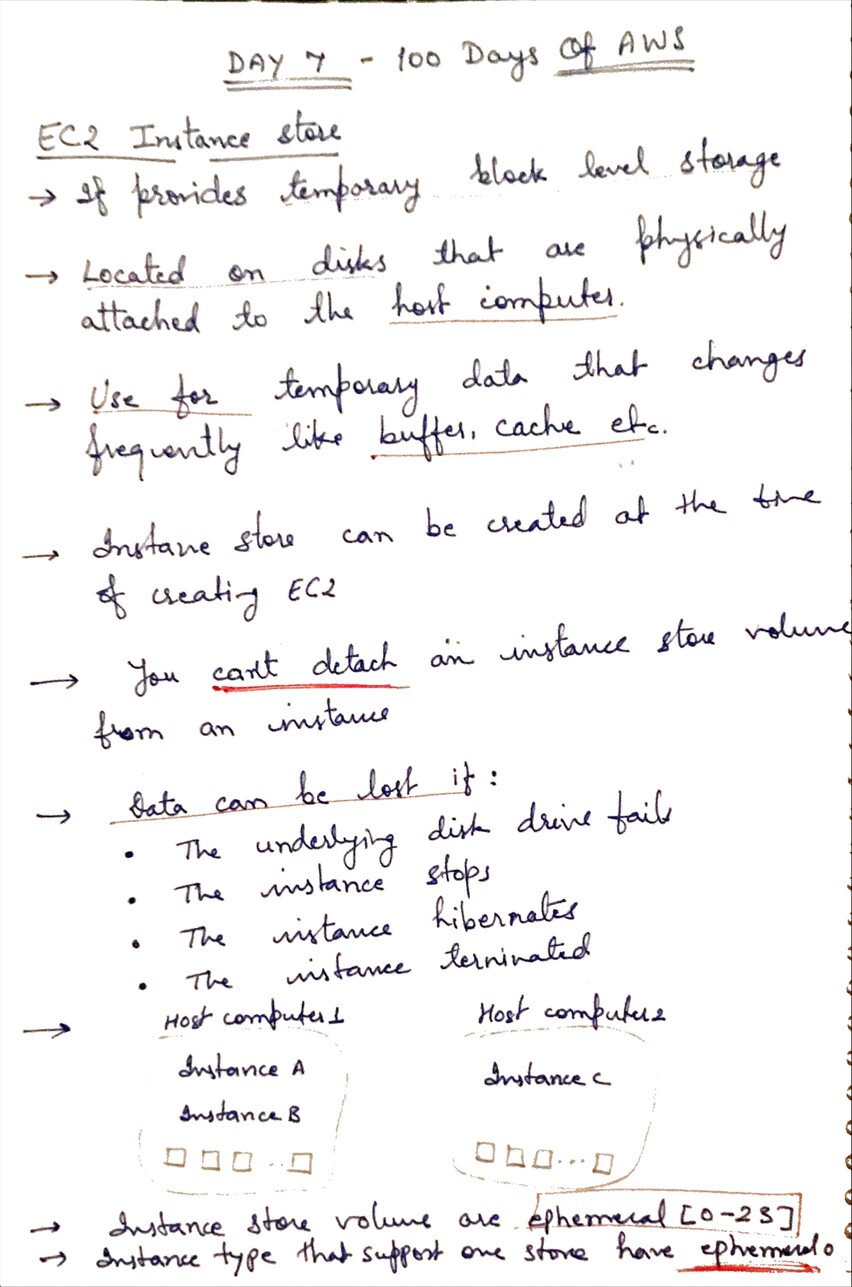 DAY 7 - 100 Days Of AWS
EC2 Instance store
→ If provides temporary block level storage
→ Located on disks that are physically
attached to the host computer.
→ Use for temporary data that changes
frequently like buffer, cache etc.
→ Instane store can be created at the time
of creating EC2
→ You can't detach an instance store volume
from an instance
→ Data can be lost if :
• The underlying disk drive fails
• The instance stops
• The instance hibernates
• The instance terninated
→ Host computer 1 Host computer 2
Instance A Instance C
Instance B
→ Instance store volume are ephemeral [0-23]
→ Instance type that support one store have ephemeral0